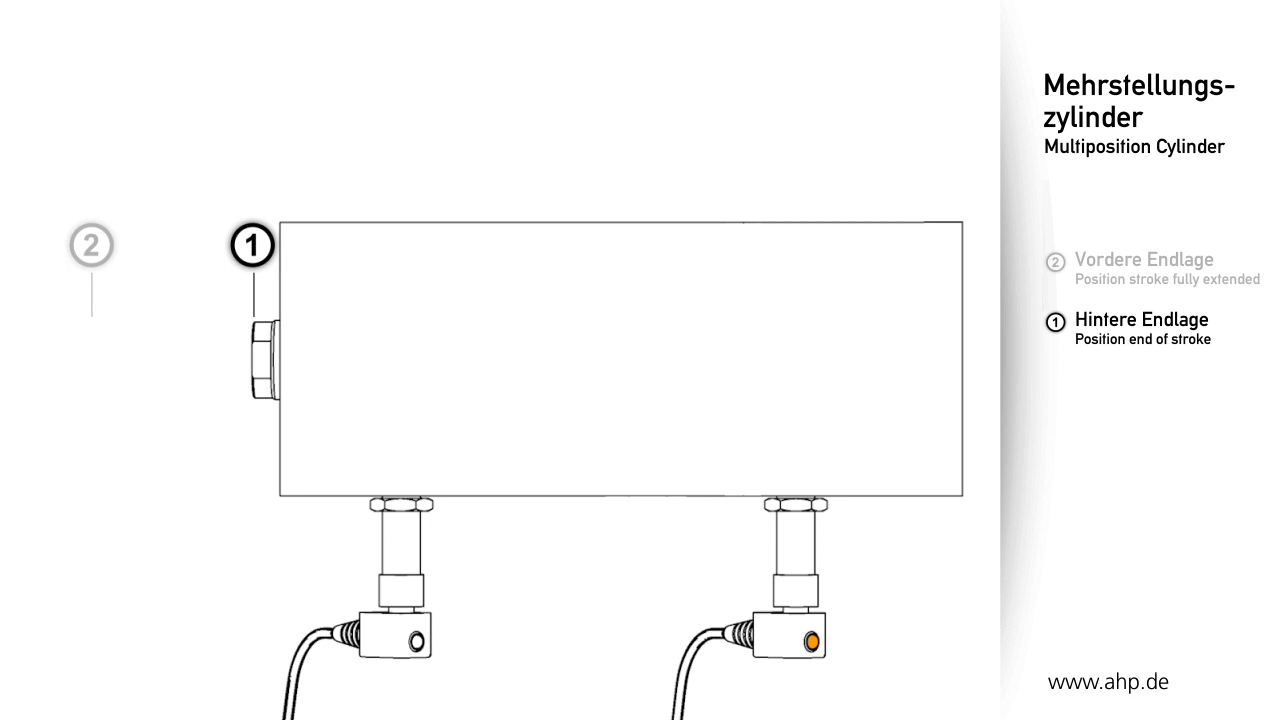 Mehrstellungs-
zylinder
Multiposition Cylinder
2
1
2 Vordere Endlage
Position stroke fully extended
1 Hintere Endlage
Position end of stroke
www.ahp.de